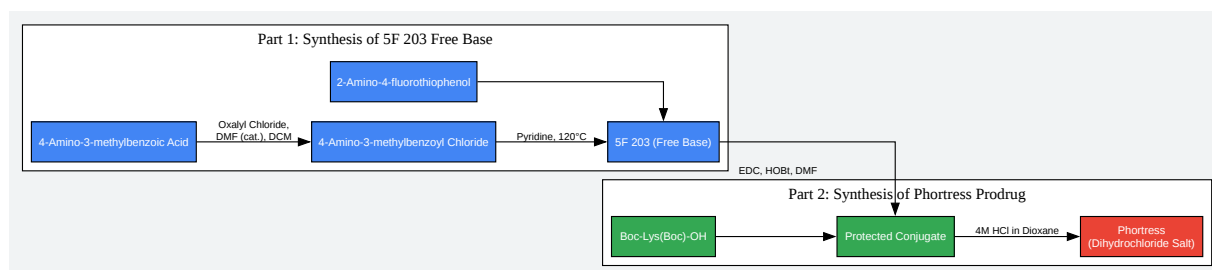 Part 1: Synthesis of 5F 203 Free Base
2-Amino-4-fluorothiophenol
4-Amino-3-methylbenzoic Acid
Oxalyl Chloride,
DMF (cat.), DCM
4-Amino-3-methylbenzoyl Chloride
Pyridine, 120°C
5F 203 (Free Base)
EDC, HOBt, DMF
Part 2: Synthesis of Phortress Prodrug
Boc-Lys(Boc)-OH
Protected Conjugate
4M HCl in Dioxane
Phortress
(Dihydrochloride Salt)